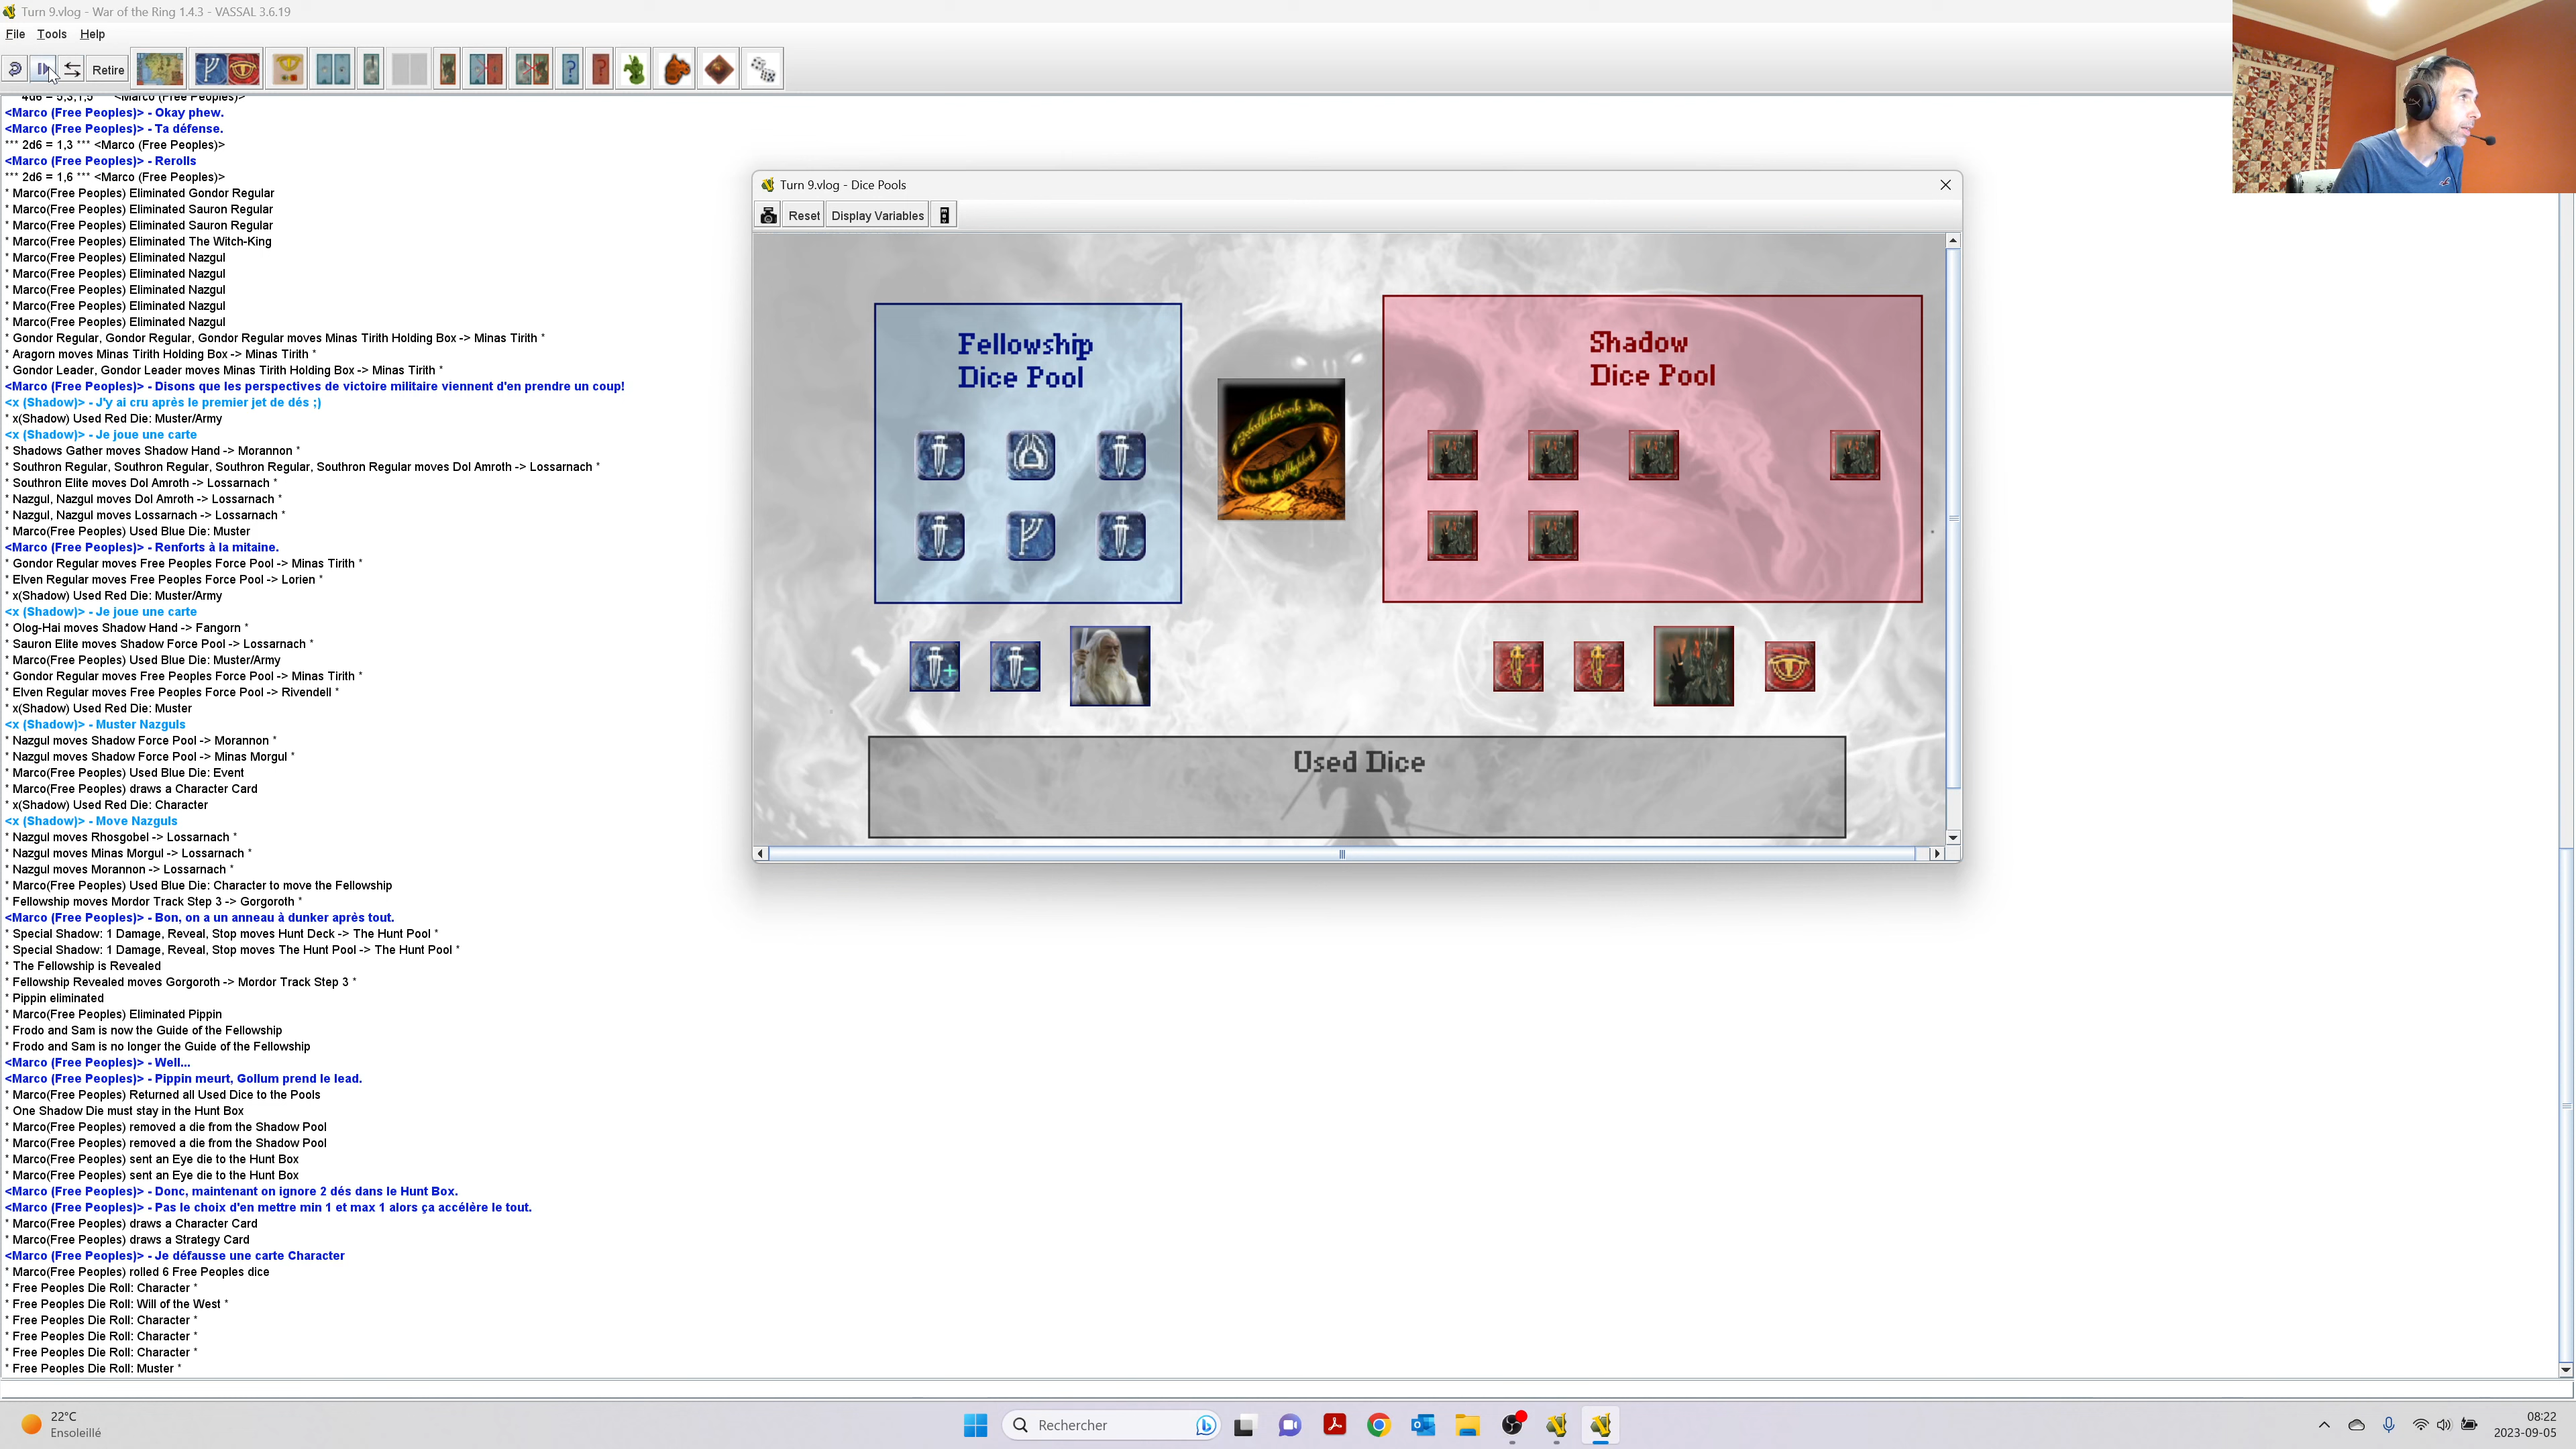 Turn 9.vlog - War of the Ring 1.4.3 - VASSAL 3.6.19
File Tools Help
Retire
4d6 = 5,3,1,5 <Marco (Free Peoples)>
<Marco (Free Peoples)> - Okay phew.
<Marco (Free Peoples)> - Ta défense.
*** 2d6 = 1,3 *** <Marco (Free Peoples)>
<Marco (Free Peoples)> - Rerolls
*** 2d6 = 1,6 *** <Marco (Free Peoples)>
* Marco(Free Peoples) Eliminated Gondor Regular
* Marco(Free Peoples) Eliminated Sauron Regular
* Marco(Free Peoples) Eliminated Sauron Regular
* Marco(Free Peoples) Eliminated The Witch-King
* Marco(Free Peoples) Eliminated Nazgul
* Marco(Free Peoples) Eliminated Nazgul
* Marco(Free Peoples) Eliminated Nazgul
* Marco(Free Peoples) Eliminated Nazgul
* Marco(Free Peoples) Eliminated Nazgul
* Gondor Regular, Gondor Regular, Gondor Regular moves Minas Tirith Holding Box -> Minas Tirith *
* Aragorn moves Minas Tirith Holding Box -> Minas Tirith *
* Gondor Leader, Gondor Leader moves Minas Tirith Holding Box -> Minas Tirith *
<Marco (Free Peoples)> - Disons que les perspectives de victoire militaire viennent d'en prendre un coup!
<x (Shadow)> - J'y ai cru après le premier jet de dés ;)
* x(Shadow) Used Red Die: Muster/Army
<x (Shadow)> - Je joue une carte
* Shadows Gather moves Shadow Hand -> Morannon *
* Southron Regular, Southron Regular, Southron Regular, Southron Regular moves Dol Amroth -> Lossarnach *
* Southron Elite moves Dol Amroth -> Lossarnach *
* Nazgul, Nazgul moves Dol Amroth -> Lossarnach *
* Nazgul, Nazgul moves Lossarnach -> Lossarnach *
* Marco(Free Peoples) Used Blue Die: Muster
<Marco (Free Peoples)> - Renforts à la mitaine.
* Gondor Regular moves Free Peoples Force Pool -> Minas Tirith *
* Elven Regular moves Free Peoples Force Pool -> Lorien *
* x(Shadow) Used Red Die: Muster/Army
<x (Shadow)> - Je joue une carte
* Olog-Hai moves Shadow Hand -> Fangorn *
* Sauron Elite moves Shadow Force Pool -> Lossarnach *
* Marco(Free Peoples) Used Blue Die: Muster/Army
* Gondor Regular moves Free Peoples Force Pool -> Minas Tirith *
* Elven Regular moves Free Peoples Force Pool -> Rivendell *
* x(Shadow) Used Red Die: Muster
<x (Shadow)> - Muster Nazguls
* Nazgul moves Shadow Force Pool -> Morannon *
* Nazgul moves Shadow Force Pool -> Minas Morgul *
* Marco(Free Peoples) Used Blue Die: Event
* Marco(Free Peoples) draws a Character Card
* x(Shadow) Used Red Die: Character
<x (Shadow)> - Move Nazguls
* Nazgul moves Rhosgobel -> Lossarnach *
* Nazgul moves Minas Morgul -> Lossarnach *
* Nazgul moves Morannon -> Lossarnach *
* Marco(Free Peoples) Used Blue Die: Character to move the Fellowship
* Fellowship moves Mordor Track Step 3 -> Gorgoroth *
<Marco (Free Peoples)> - Bon, on a un anneau à dunker après tout.
* Special Shadow: 1 Damage, Reveal, Stop moves Hunt Deck -> The Hunt Pool *
* Special Shadow: 1 Damage, Reveal, Stop moves The Hunt Pool -> The Hunt Pool *
* The Fellowship is Revealed
* Fellowship Revealed moves Gorgoroth -> Mordor Track Step 3 *
* Pippin eliminated
* Marco(Free Peoples) Eliminated Pippin
* Frodo and Sam is now the Guide of the Fellowship
* Frodo and Sam is no longer the Guide of the Fellowship
<Marco (Free Peoples)> - Well...
<Marco (Free Peoples)> - Pippin meurt, Gollum prend le lead.
* Marco(Free Peoples) Returned all Used Dice to the Pools
* One Shadow Die must stay in the Hunt Box
* Marco(Free Peoples) removed a die from the Shadow Pool
* Marco(Free Peoples) removed a die from the Shadow Pool
* Marco(Free Peoples) sent an Eye die to the Hunt Box
* Marco(Free Peoples) sent an Eye die to the Hunt Box
<Marco (Free Peoples)> - Donc, maintenant on ignore 2 dés dans le Hunt Box.
<Marco (Free Peoples)> - Pas le choix d'en mettre min 1 et max 1 alors ça accélère le tout.
* Marco(Free Peoples) draws a Character Card
* Marco(Free Peoples) draws a Strategy Card
<Marco (Free Peoples)> - Je défausse une carte Character
* Marco(Free Peoples) rolled 6 Free Peoples dice
* Free Peoples Die Roll: Character *
* Free Peoples Die Roll: Will of the West *
* Free Peoples Die Roll: Character *
* Free Peoples Die Roll: Character *
* Free Peoples Die Roll: Character *
* Free Peoples Die Roll: Muster *
Turn 9.vlog - Dice Pools
Reset Display Variables
Fellowship
Dice Pool
Shadow
Dice Pool
Used Dice
22°C
Ensoleillé
Rechercher
08:22
2023-09-05